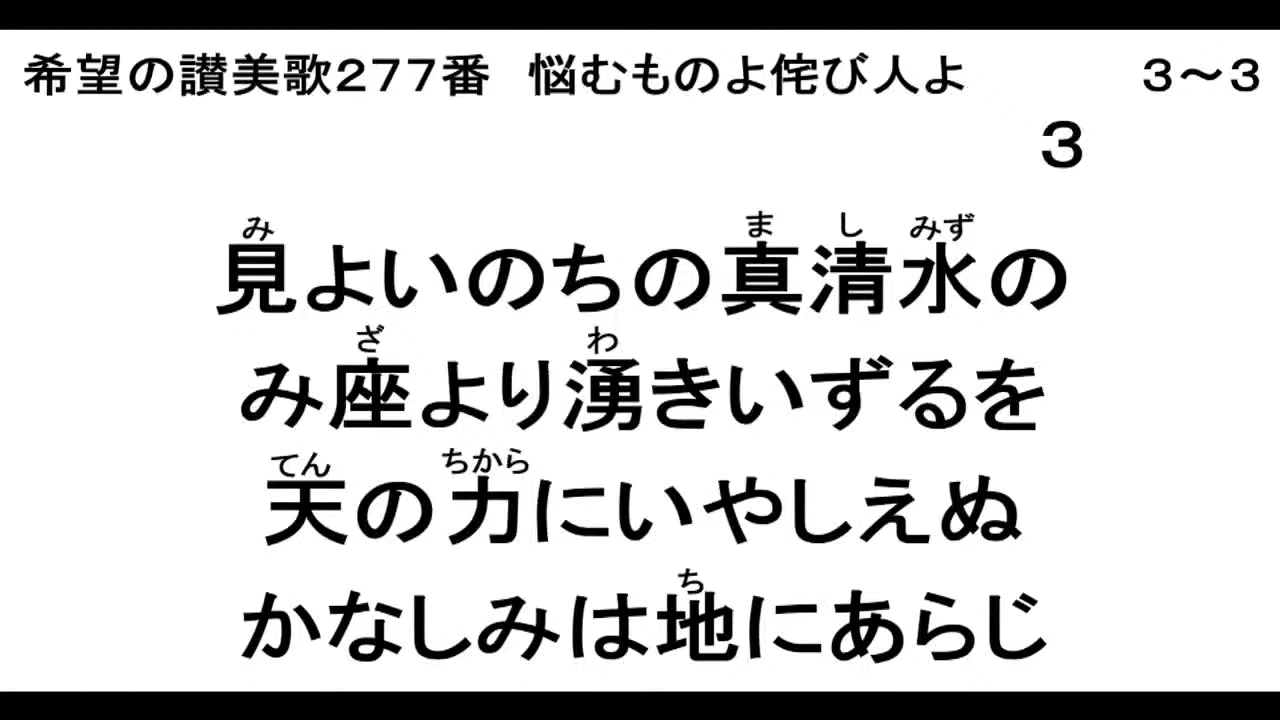 希望の讃美歌277番　悩むものよ侘び人よ　3〜3
3
見よいのちの真清水の
み座より湧きいずるを
天の力にいやしえぬ
かなしみは地にあらじ